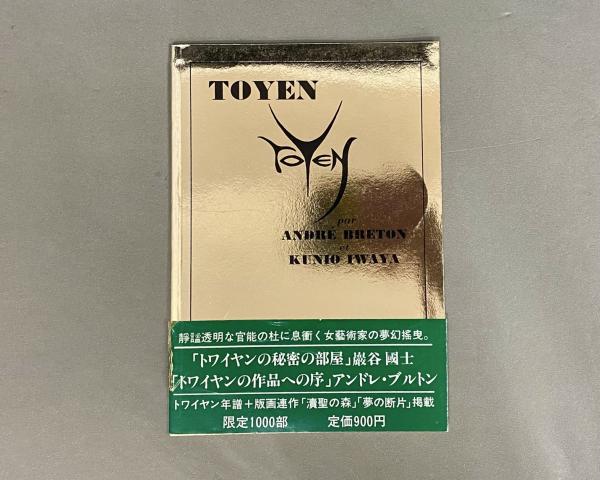 TOYEN
TOYEN
par
ANDRÉ BRETON
et
KUNIO IWAYA
靜謐透明な官能の杜に息衝く女藝術家の夢幻搖曳。
「トワイヤンの秘密の部屋」巖谷 國士
「トワイヤンの作品への序」アンドレ・ブルトン
トワイヤン年譜+版画連作「瀆聖の森」「夢の断片」掲載
限定1000部 定価900円